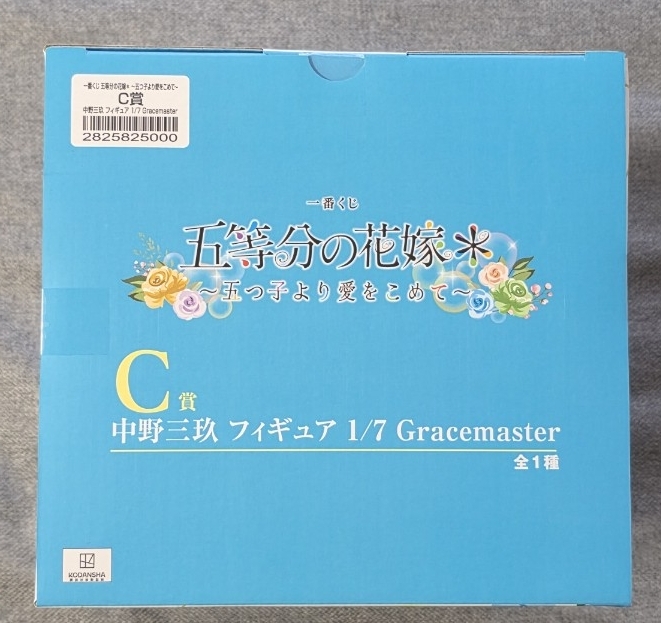 一番くじ 五等分の花嫁* ～五つ子より愛をこめて～
C賞
中野三玖 フィギュア 1/7 Gracemaster
2825825000
一番くじ
五等分の花嫁*
～五つ子より愛をこめて～
C賞
中野三玖 フィギュア 1/7 Gracemaster
全1種
KODANSHA